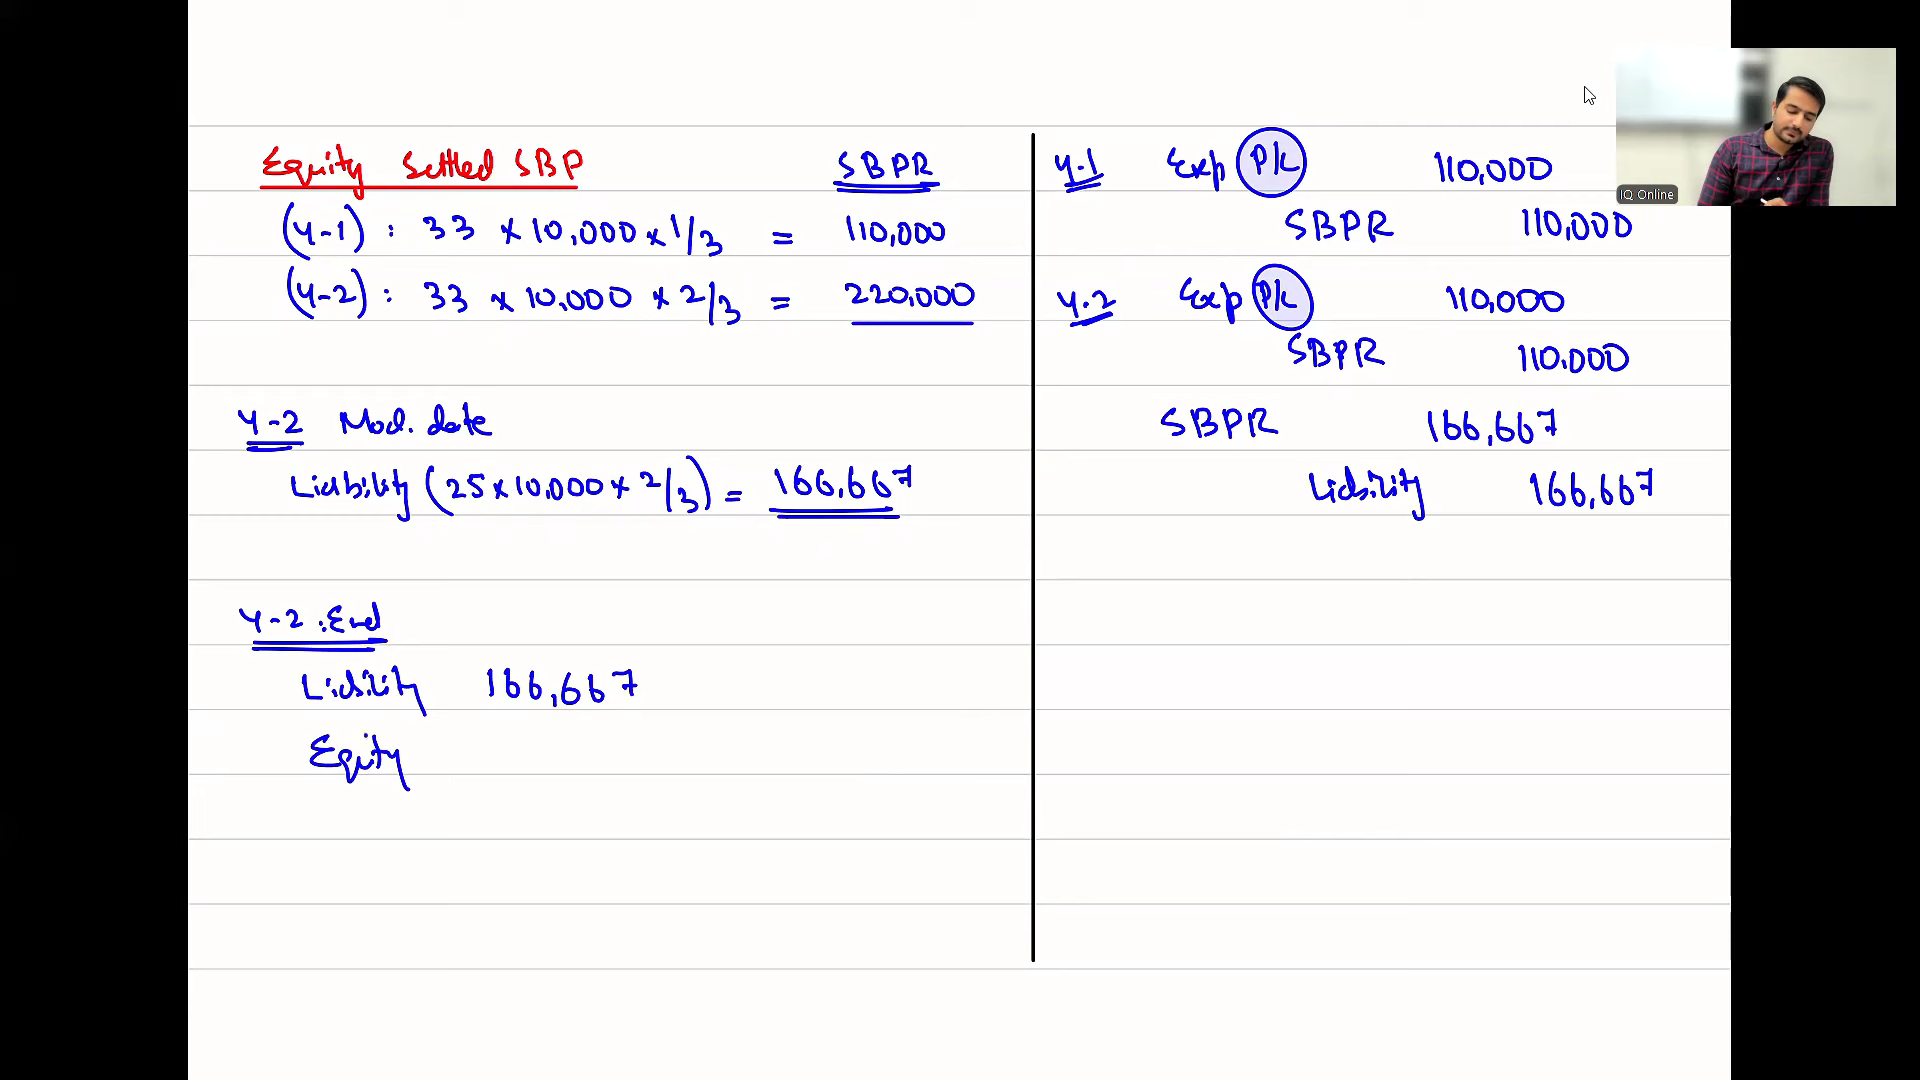 Equity Settled SBP SBPR
(Y-1) : 33 × 10,000 × 1/3 = 110,000
(Y-2) : 33 × 10,000 × 2/3 = 220,000
Y-2 Mod. date
Liability (25 × 10,000 × 2/3) = 166,667
Y-2 : End
Liability 166,667
Equity
Y-1 Exp P/L 110,000
SBPR 110,000
Y-2 Exp P/L 110,000
SBPR 110,000
SBPR 166,667
Liability 166,667
IQ Online